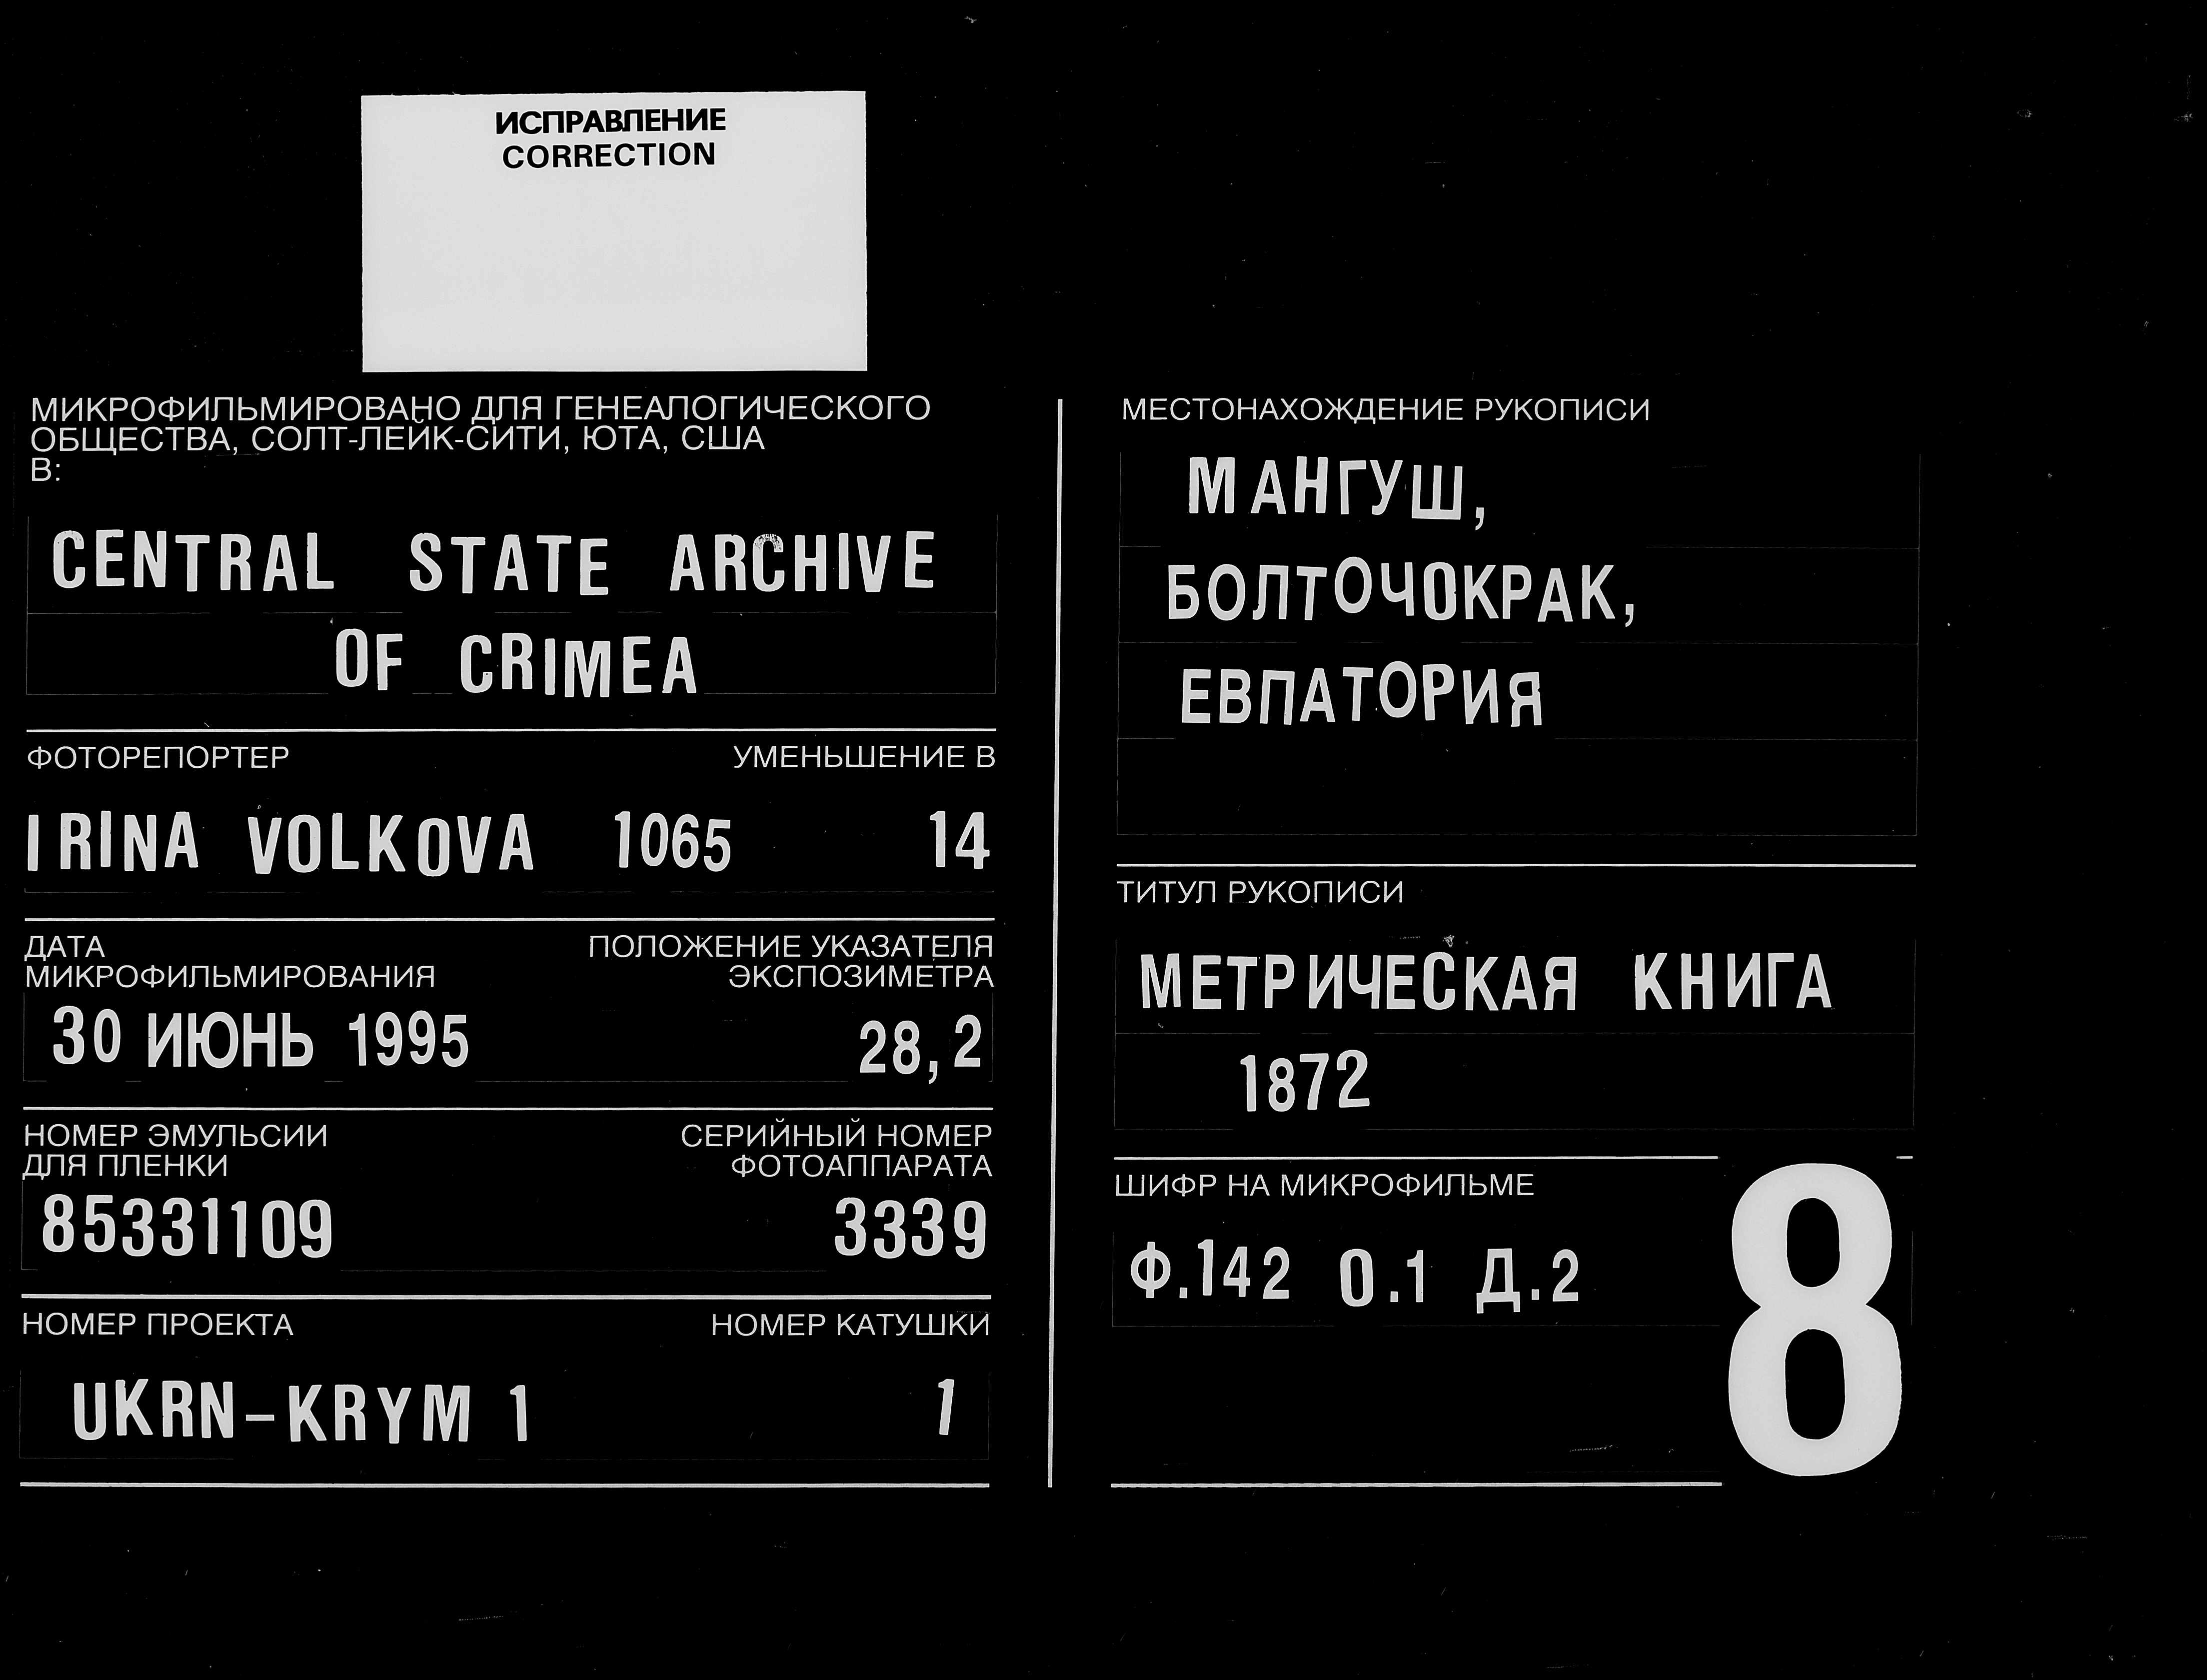 ИСПРАВЛЕНИЕ
CORRECTION
МИКРОФИЛЬМИРОВАНО ДЛЯ ГЕНЕАЛОГИЧЕСКОГО
ОБЩЕСТВА, СОЛТ-ЛЕЙК-СИТИ, ЮТА, США
В:
CENTRAL STATE ARCHIVE
OF CRIMEA
ФОТОРЕПОРТЕР УМЕНЬШЕНИЕ В
IRINA VOLKOVA 1065 14
ДАТА ПОЛОЖЕНИЕ УКАЗАТЕЛЯ
МИКРОФИЛЬМИРОВАНИЯ ЭКСПОЗИМЕТРА
30 ИЮНЬ 1995 28,2
НОМЕР ЭМУЛЬСИИ СЕРИЙНЫЙ НОМЕР
ДЛЯ ПЛЕНКИ ФОТОАППАРАТА
85331109 3339
НОМЕР ПРОЕКТА НОМЕР КАТУШКИ
UKRN-KRYM 1 1
МЕСТОНАХОЖДЕНИЕ РУКОПИСИ
МАНГУШ,
БОЛТОЧОКРАК,
ЕВПАТОРИЯ
ТИТУЛ РУКОПИСИ
МЕТРИЧЕСКАЯ КНИГА
1872
ШИФР НА МИКРОФИЛЬМЕ
Ф.142 О.1 Д.2
8